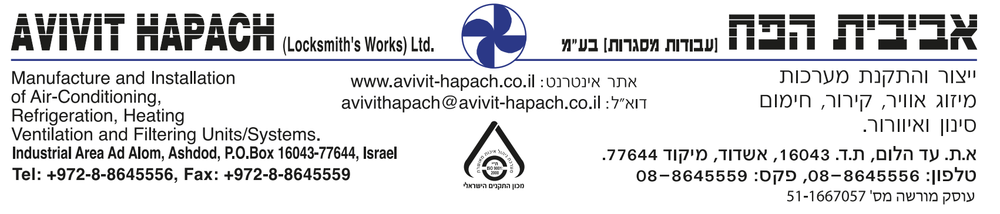 AVIVIT HAPACH (Locksmith's Works) Ltd.
אביבית הפח [עבודות מסגרות] בע"מ
Manufacture and Installation
of Air-Conditioning,
Refrigeration, Heating
Ventilation and Filtering Units/Systems.
Industrial Area Ad Alom, Ashdod, P.O.Box 16043-77644, Israel
Tel: +972-8-8645556, Fax: +972-8-8645559
אתר אינטרנט: www.avivit-hapach.co.il
דוא"ל: avivithapach@avivit-hapach.co.il
מערכת ניהול איכות מאושרת
ת"י
ISO 9001:
2000
מכון התקנים הישראלי
ייצור והתקנת מערכות
מיזוג אוויר, קירור, חימום
סינון ואיוורור.
א.ת. עד הלום, ת.ד. 16043, אשדוד, מיקוד 77644.
טלפון: 08-8645556, פקס: 08-8645559
עוסק מורשה מס' 51-1667057